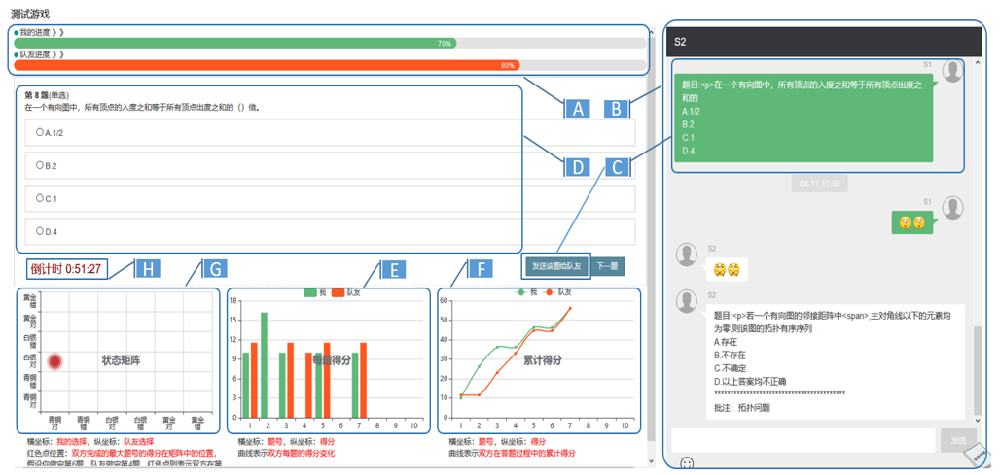 测试游戏
我的进度 》》
70%
队友进度 》》
80%
第 8 题(单选)
在一个有向图中，所有顶点的入度之和等于所有顶点出度之和的（）倍。
A.1/2
B.2
C.1
D.4
倒计时 0:51:27
发送该题给队友
下一题
A
B
D
C
H
G
E
F
黄金错
黄金对
白银错
白银对
青铜错
青铜对
状态矩阵
青铜对
青铜错
白银对
白银错
黄金对
黄金错
我
队友
18
15
12
9
6
3
0
每题得分
1 2 3 4 5 6 7 8 9 10
我
队友
60
50
40
30
20
10
0
累计得分
1 2 3 4 5 6 7 8 9 10
横坐标：我的选择，纵坐标：队友选择
红色点位置：双方完成的最大题号的得分在矩阵中的位置，
假设你做完第6题，队友做完第4题，红色点则表示双方在第
横坐标：题号，纵坐标：得分
曲线表示双方每题的得分变化
横坐标：题号，纵坐标：得分
曲线表示双方在答题过程中的累计得分
S2
S1
题目:<p>在一个有向图中，所有顶点的入度之和等于所有顶点出度之和的
A.1/2
B.2
C.1
D.4
04-17 11:06
S1
S2
S2
题目:<p>若一个有向图的邻接距阵中<span>,主对角线以下的元素均为零,则该图的拓扑有序序列
A.存在
B.不存在
C.不确定
D.以上答案均不正确
****************************************
批注：拓扑问题
发送